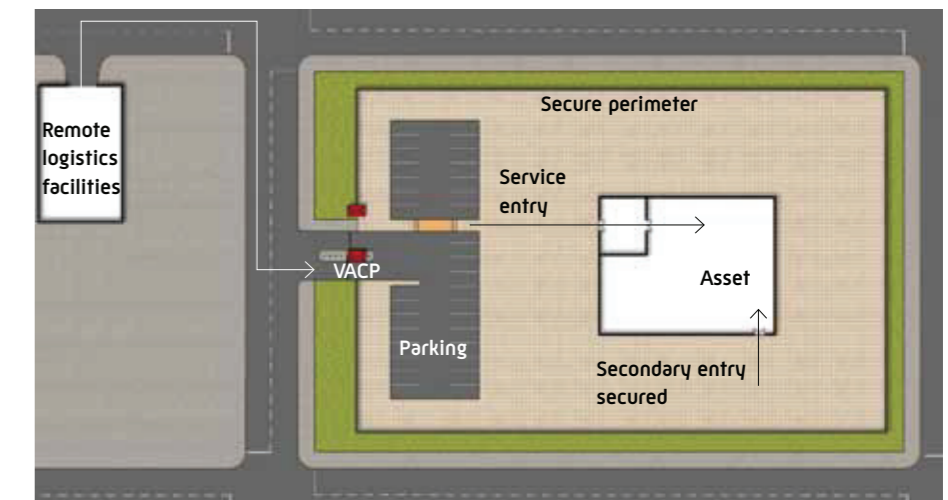 Remote
logistics
facilities
Secure perimeter
Service
entry
VACP
Asset
Parking
Secondary entry
secured